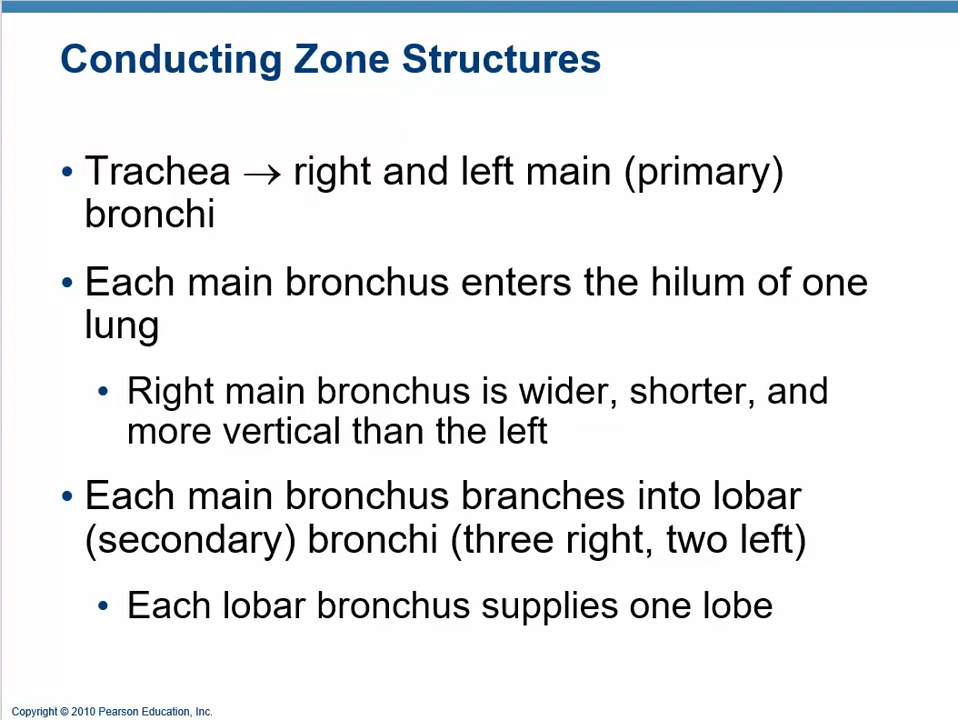 Conducting Zone Structures
• Trachea → right and left main (primary)
bronchi
• Each main bronchus enters the hilum of one
lung
• Right main bronchus is wider, shorter, and
more vertical than the left
• Each main bronchus branches into lobar
(secondary) bronchi (three right, two left)
• Each lobar bronchus supplies one lobe
Copyright © 2010 Pearson Education, Inc.